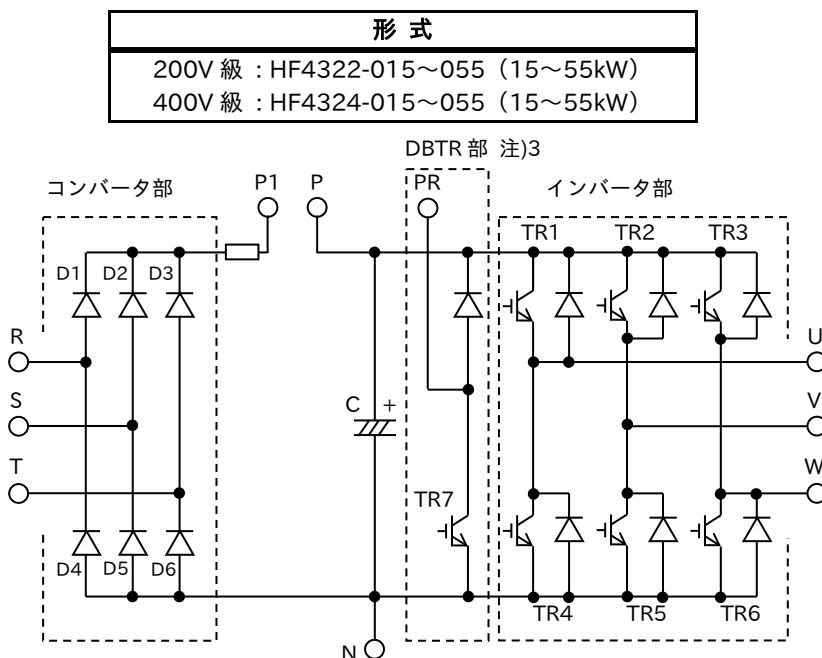 形 式
200V 級 : HF4322-015～055（15～55kW）
400V 級 : HF4324-015～055（15～55kW）
DBTR 部 注)3
コンバータ部
P1
P
PR
インバータ部
TR1
TR2
TR3
D1
D2
D3
R
U
S
C
+
V
T
W
TR7
D4
D5
D6
TR4
TR5
TR6
N